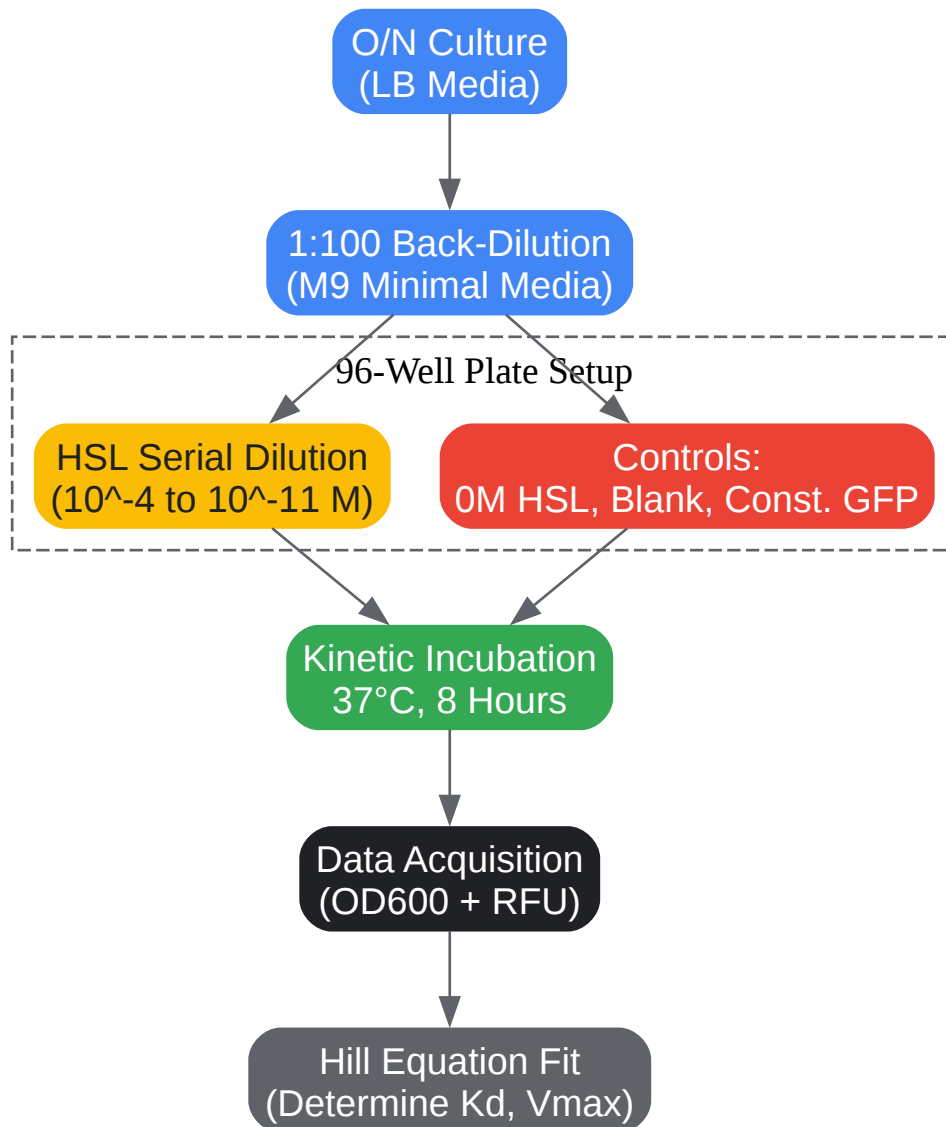 O/N Culture
(LB Media)
1:100 Back-Dilution
(M9 Minimal Media)
96-Well Plate Setup
HSL Serial Dilution
(10^-4 to 10^-11 M)
Controls:
0M HSL, Blank, Const. GFP
Kinetic Incubation
37°C, 8 Hours
Data Acquisition
(OD600 + RFU)
Hill Equation Fit
(Determine Kd, Vmax)